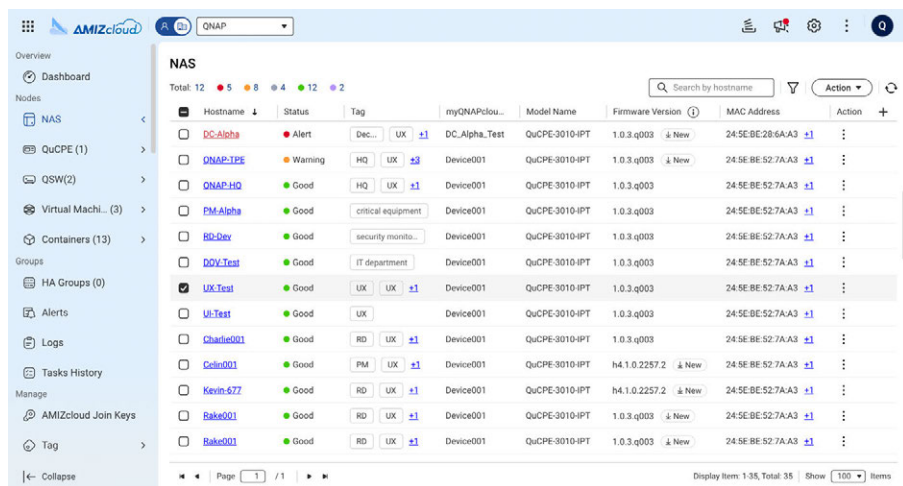 AMIZcloud
QNAP
Q
Overview
Dashboard
Nodes
NAS
QuCPE (1)
QSW(2)
Virtual Machi... (3)
Containers (13)
Groups
HA Groups (0)
Alerts
Logs
Tasks History
Manage
AMIZcloud Join Keys
Tag
Collapse
NAS
Total: 12 5 8 4 12 2
Search by hostname
Action
Hostname Status Tag myQNAPclou... Model Name Firmware Version MAC Address Action
DC-Alpha Alert Dec... UX +1 DC_Alpha_Test QuCPE-3010-IPT 1.0.3.q003 New 24:5E:BE:28:6A:A3 +1
QNAP-TPE Warning HQ UX +3 Device001 QuCPE-3010-IPT 1.0.3.q003 New 24:5E:BE:52:7A:A3 +1
QNAP-HQ Good HQ UX +1 Device001 QuCPE-3010-IPT 1.0.3.q003 24:5E:BE:52:7A:A3 +1
PM-Alpha Good critical equipment Device001 QuCPE-3010-IPT 1.0.3.q003 24:5E:BE:52:7A:A3 +1
RD-Dev Good security monito... Device001 QuCPE-3010-IPT 1.0.3.q003 24:5E:BE:52:7A:A3 +1
DOV-Test Good IT department Device001 QuCPE-3010-IPT 1.0.3.q003 24:5E:BE:52:7A:A3 +1
UX-Test Good UX UX +1 Device001 QuCPE-3010-IPT 1.0.3.q003 24:5E:BE:52:7A:A3 +1
UI-Test Good UX Device001 QuCPE-3010-IPT 1.0.3.q003 24:5E:BE:52:7A:A3 +1
Charlie001 Good RD UX +1 Device001 QuCPE-3010-IPT 1.0.3.q003 24:5E:BE:52:7A:A3 +1
Celin001 Good PM UX +1 Device001 QuCPE-3010-IPT h4.1.0.2257.2 New 24:5E:BE:52:7A:A3 +1
Kevin-677 Good RD UX +1 Device001 QuCPE-3010-IPT h4.1.0.2257.2 New 24:5E:BE:52:7A:A3 +1
Rake001 Good RD UX +1 Device001 QuCPE-3010-IPT 1.0.3.q003 New 24:5E:BE:52:7A:A3 +1
Rake001 Good RD UX +1 Device001 QuCPE-3010-IPT 1.0.3.q003 New 24:5E:BE:52:7A:A3 +1
Page 1 / 1 Display Item: 1-35, Total: 35 Show 100 Items